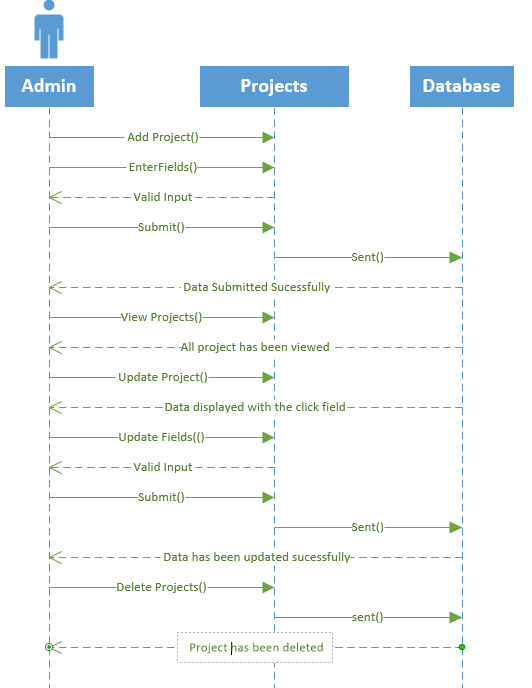 Admin
Projects
Database
Add Project()
EnterFields()
Valid Input
Submit()
Sent()
Data Submitted Sucessfully
View Projects()
All project has been viewed
Update Project()
Data displayed with the click field
Update Fields(()
Valid Input
Submit()
Sent()
Data has been updated sucessfully
Delete Projects()
sent()
Project has been deleted